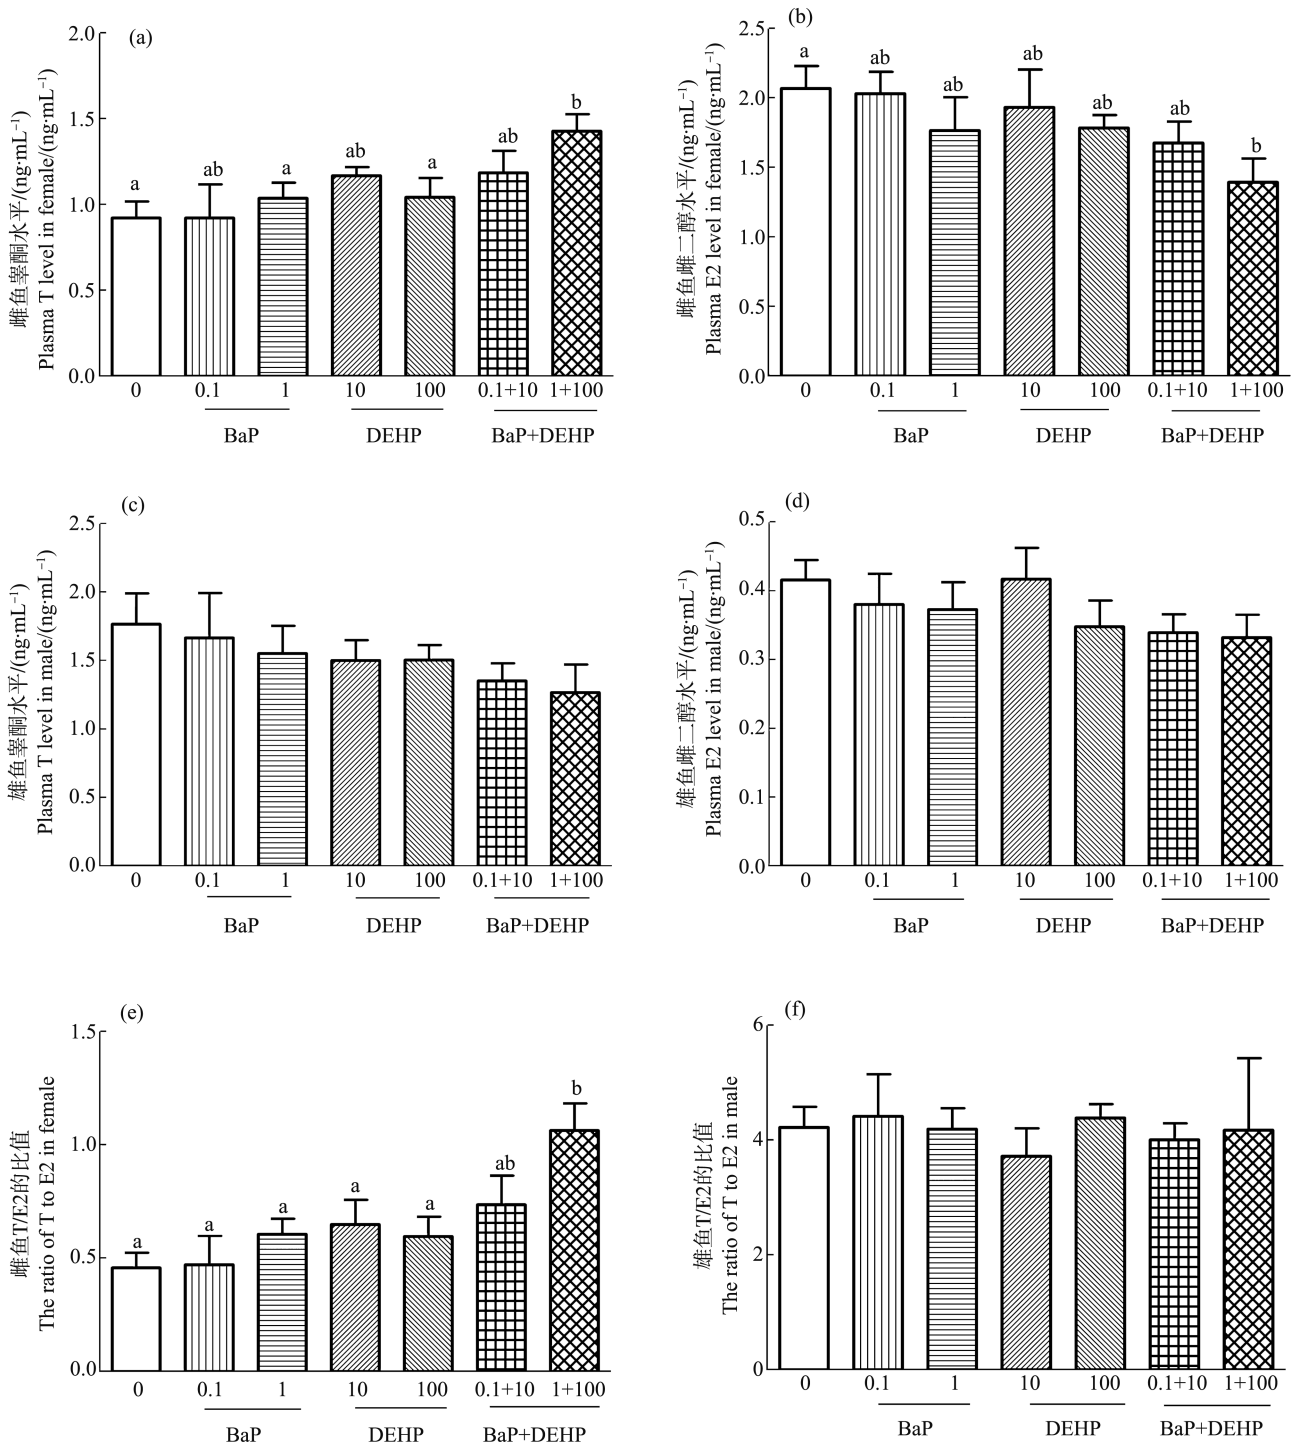 (a)
雌鱼睾酮水平/(ng·mL⁻¹)
Plasma T level in female/(ng·mL⁻¹)
2.0
1.5
1.0
0.5
0.0
a
ab
a
ab
a
ab
b
0 0.1 1 10 100 0.1+10 1+100
BaP DEHP BaP+DEHP
(b)
雌鱼雌二醇水平/(ng·mL⁻¹)
Plasma E2 level in female/(ng·mL⁻¹)
2.5
2.0
1.5
1.0
0.5
0.0
a
ab
ab
ab
ab
ab
b
0 0.1 1 10 100 0.1+10 1+100
BaP DEHP BaP+DEHP
(c)
雄鱼睾酮水平/(ng·mL⁻¹)
Plasma T level in male/(ng·mL⁻¹)
2.5
2.0
1.5
1.0
0.5
0.0
0 0.1 1 10 100 0.1+10 1+100
BaP DEHP BaP+DEHP
(d)
雄鱼雌二醇水平/(ng·mL⁻¹)
Plasma E2 level in male/(ng·mL⁻¹)
0.5
0.4
0.3
0.2
0.1
0.0
0 0.1 1 10 100 0.1+10 1+100
BaP DEHP BaP+DEHP
(e)
雌鱼T/E2的比值
The ratio of T to E2 in female
1.5
1.0
0.5
0.0
a
a
a
a
a
ab
b
0 0.1 1 10 100 0.1+10 1+100
BaP DEHP BaP+DEHP
(f)
雄鱼T/E2的比值
The ratio of T to E2 in male
6
4
2
0
0 0.1 1 10 100 0.1+10 1+100
BaP DEHP BaP+DEHP